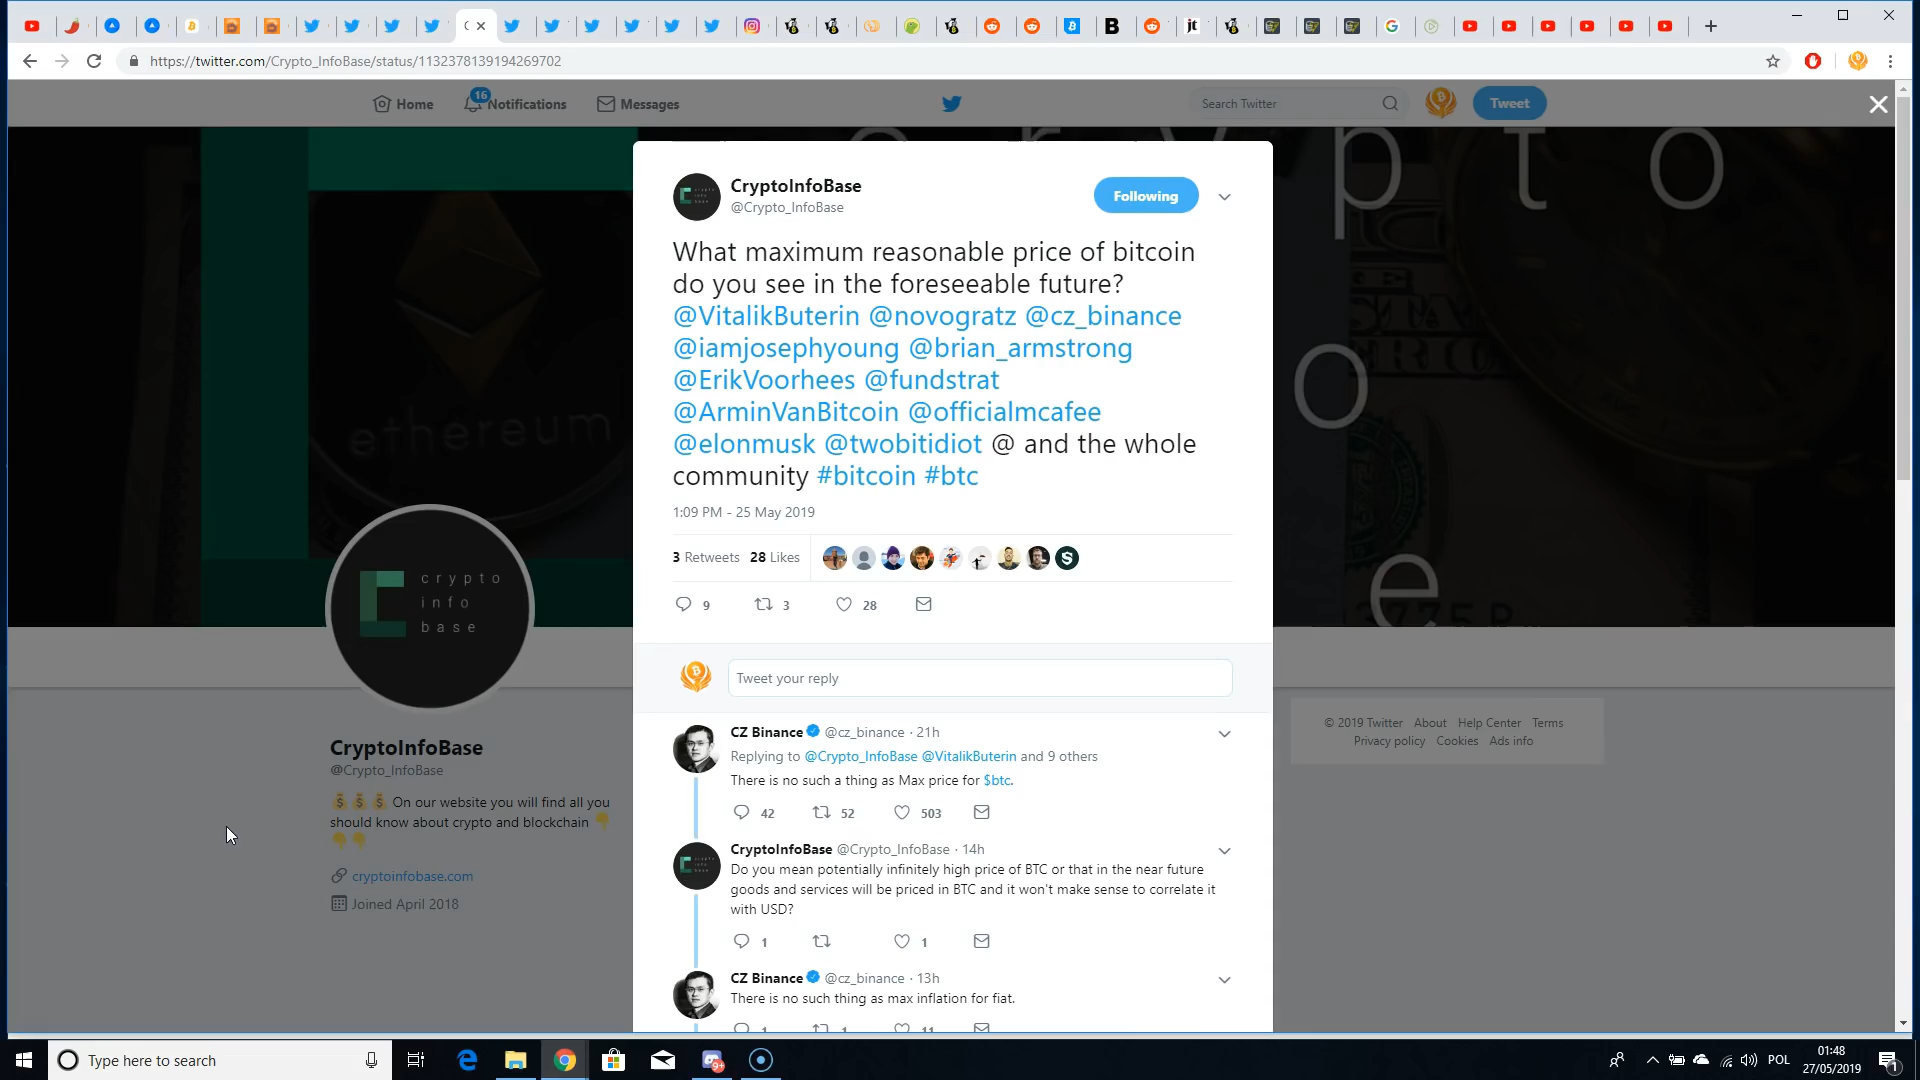 https://twitter.com/Crypto_InfoBase/status/1132378139194269702
Home
16
Notifications
Messages
Search Twitter
Tweet
c r y p t o
o
e
ethereum
CryptoInfoBase
@Crypto_InfoBase
Following
What maximum reasonable price of bitcoin
do you see in the foreseeable future?
@VitalikButerin @novogratz @cz_binance
@iamjosephyoung @brian_armstrong
@ErikVoorhees @fundstrat
@ArminVanBitcoin @officialmcafee
@elonmusk @twobitidiot @ and the whole
community #bitcoin #btc
1:09 PM - 25 May 2019
3 Retweets 28 Likes
9 3 28
Tweet your reply
CZ Binance @cz_binance · 21h
Replying to @Crypto_InfoBase @VitalikButerin and 9 others
There is no such a thing as Max price for $btc.
42 52 503
CryptoInfoBase @Crypto_InfoBase · 14h
Do you mean potentially infinitely high price of BTC or that in the near future
goods and services will be priced in BTC and it won't make sense to correlate it
with USD?
1 1
CZ Binance @cz_binance · 13h
There is no such thing as max inflation for fiat.
1 1 11
crypto
info
base
CryptoInfoBase
@Crypto_InfoBase
On our website you will find all you
should know about crypto and blockchain
cryptoinfobase.com
Joined April 2018
© 2019 Twitter About Help Center Terms
Privacy policy Cookies Ads info
Type here to search
9+
POL
01:48
27/05/2019
1